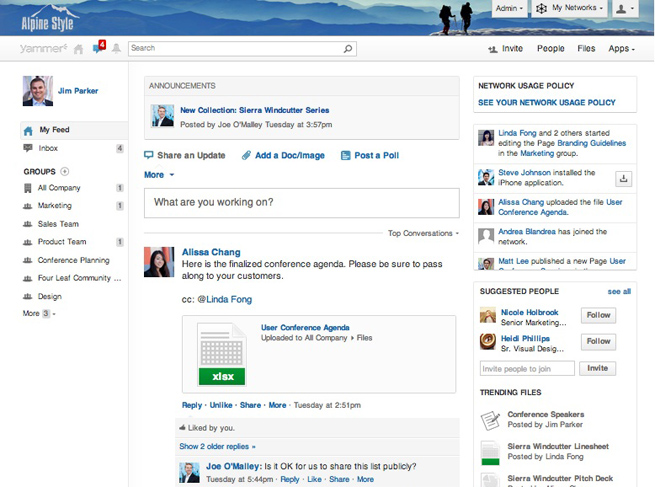 Alpine Style
Admin
My Networks
yammer
4
Search
Invite
People
Files
Apps
Jim Parker
My Feed
Inbox 4
GROUPS
All Company 1
Marketing 1
Sales Team
Product Team 1
Conference Planning
Four Leaf Community ...
Design
More 3
ANNOUNCEMENTS
New Collection: Sierra Windcutter Series
Posted by Joe O'Malley Tuesday at 3:57pm
Share an Update
Add a Doc/Image
Post a Poll
More
What are you working on?
Top Conversations
Alissa Chang
Here is the finalized conference agenda. Please be sure to pass
along to your customers.
cc: @Linda Fong
xlsx
User Conference Agenda
Uploaded to All Company ▸ Files
Reply · Unlike · Share · More · Tuesday at 2:51pm
Liked by you.
Show 2 older replies »
Joe O'Malley: Is it OK for us to share this list publicly?
Tuesday at 5:44pm · Reply · Like · Share · More
NETWORK USAGE POLICY
SEE YOUR NETWORK USAGE POLICY
Linda Fong and 2 others started
editing the Page Branding Guidelines
in the Marketing group.
Steve Johnson installed the
iPhone application.
Alissa Chang uploaded the file User
Conference Agenda.
Andrea Blandrea has joined the
network.
Matt Lee published a new Page User
SUGGESTED PEOPLE
see all
Nicole Holbrook
Senior Marketing...
Follow
Heidi Phillips
Sr. Visual Desig...
Follow
Invite people to join
Invite
TRENDING FILES
Conference Speakers
Posted by Jim Parker
Sierra Windcutter Linesheet
Posted by Linda Fong
Sierra Windcutter Pitch Deck